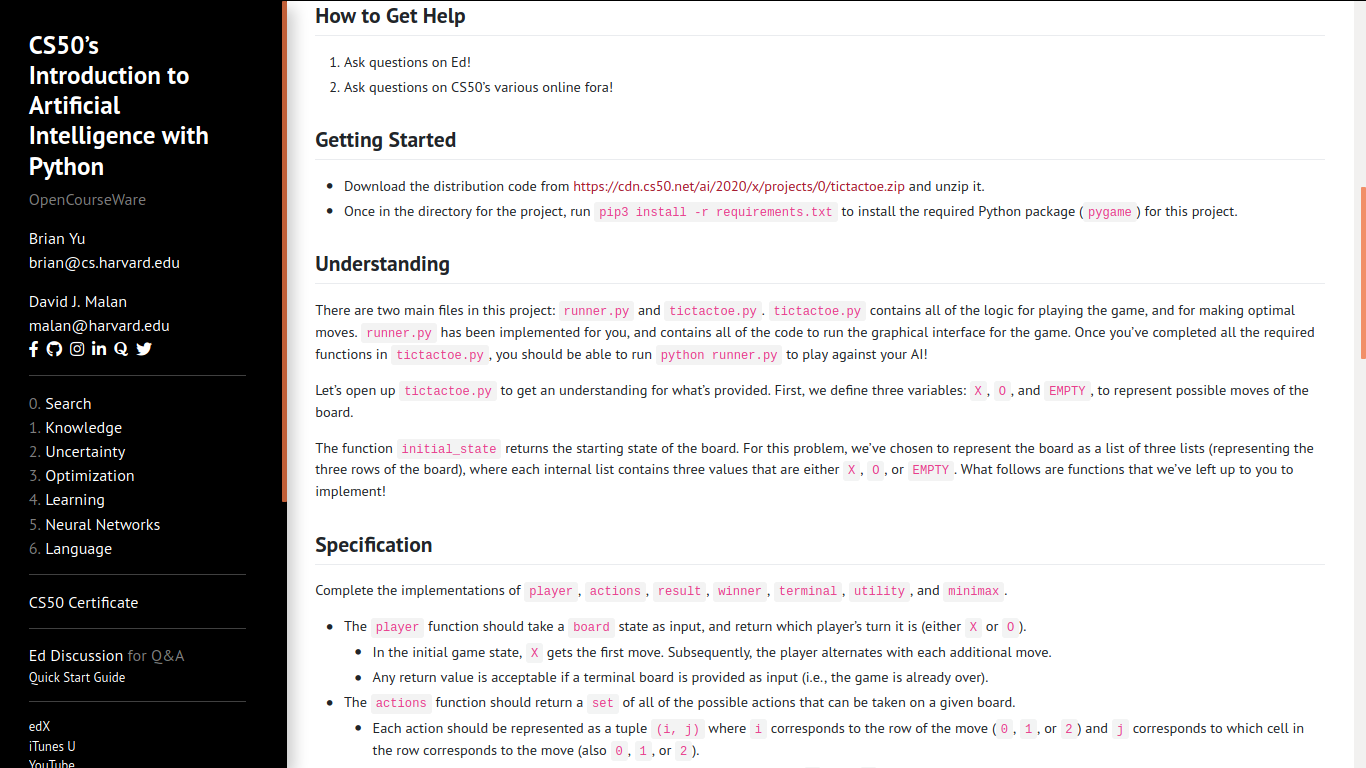 CS50’s
Introduction to
Artificial
Intelligence with
Python
OpenCourseWare
Brian Yu
brian@cs.harvard.edu
David J. Malan
malan@harvard.edu
0. Search
1. Knowledge
2. Uncertainty
3. Optimization
4. Learning
5. Neural Networks
6. Language
CS50 Certificate
Ed Discussion for Q&A
Quick Start Guide
edX
iTunes U
YouTube
How to Get Help
1. Ask questions on Ed!
2. Ask questions on CS50’s various online fora!
Getting Started
• Download the distribution code from https://cdn.cs50.net/ai/2020/x/projects/0/tictactoe.zip and unzip it.
• Once in the directory for the project, run pip3 install -r requirements.txt to install the required Python package ( pygame ) for this project.
Understanding
There are two main files in this project: runner.py and tictactoe.py . tictactoe.py contains all of the logic for playing the game, and for making optimal
moves. runner.py has been implemented for you, and contains all of the code to run the graphical interface for the game. Once you’ve completed all the required
functions in tictactoe.py , you should be able to run python runner.py to play against your AI!
Let’s open up tictactoe.py to get an understanding for what’s provided. First, we define three variables: X , O , and EMPTY , to represent possible moves of the
board.
The function initial_state returns the starting state of the board. For this problem, we’ve chosen to represent the board as a list of three lists (representing the
three rows of the board), where each internal list contains three values that are either X , O , or EMPTY . What follows are functions that we’ve left up to you to
implement!
Specification
Complete the implementations of player , actions , result , winner , terminal , utility , and minimax .
• The player function should take a board state as input, and return which player’s turn it is (either X or O ).
• In the initial game state, X gets the first move. Subsequently, the player alternates with each additional move.
• Any return value is acceptable if a terminal board is provided as input (i.e., the game is already over).
• The actions function should return a set of all of the possible actions that can be taken on a given board.
• Each action should be represented as a tuple (i, j) where i corresponds to the row of the move ( 0 , 1 , or 2 ) and j corresponds to which cell in
the row corresponds to the move (also 0 , 1 , or 2 ).